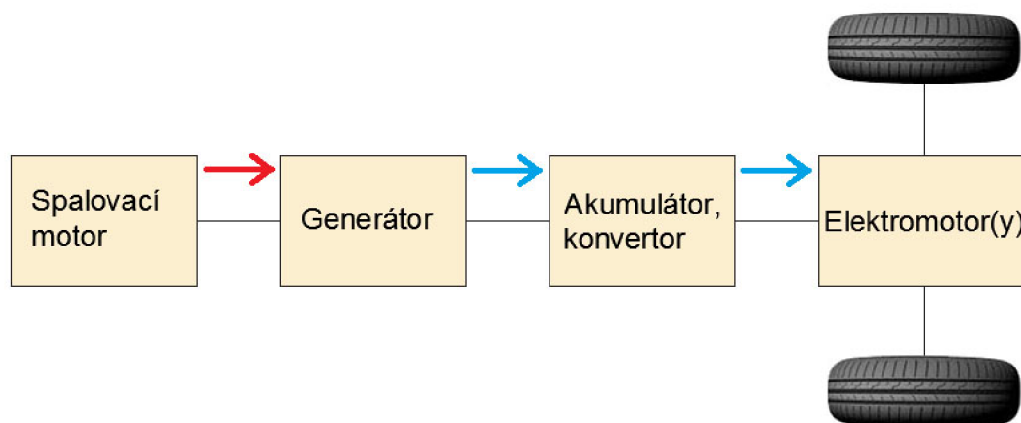 Spalovací
motor
Generátor
Akumulátor,
konvertor
Elektromotor(y)